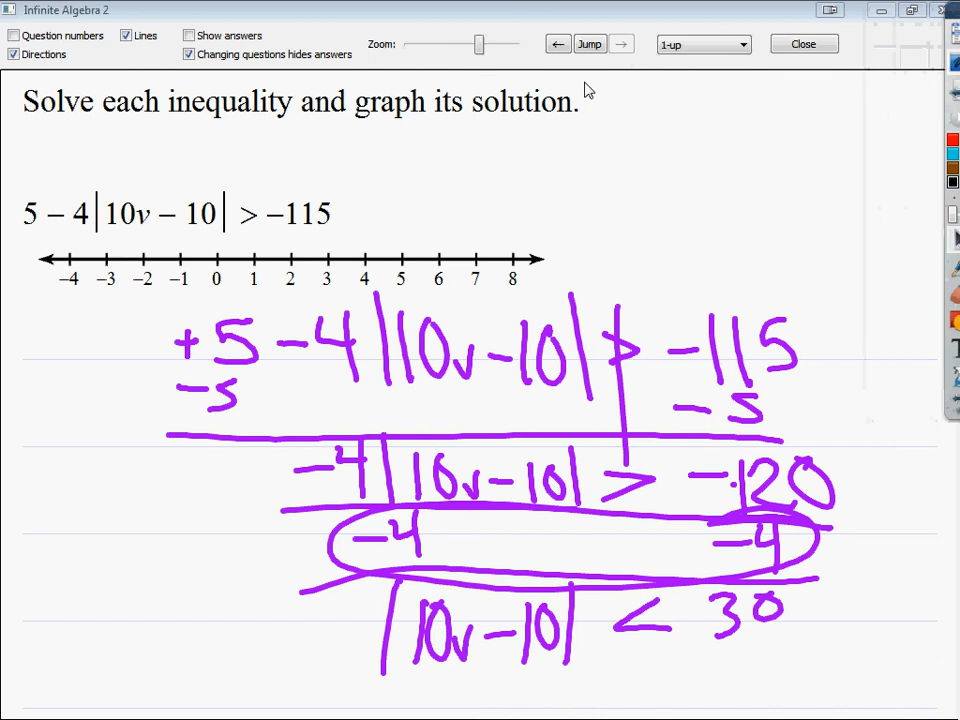 Infinite Algebra 2
Question numbers Lines Show answers Zoom: ← Jump → 1-up Close
Directions Changing questions hides answers
Solve each inequality and graph its solution.
5 − 4|10v − 10| > −115
−4 −3 −2 −1 0 1 2 3 4 5 6 7 8
+5 −4|10v−10| > −115
−5 −5
−4|10v−10| > −120
−4 −4
|10v−10| < 30